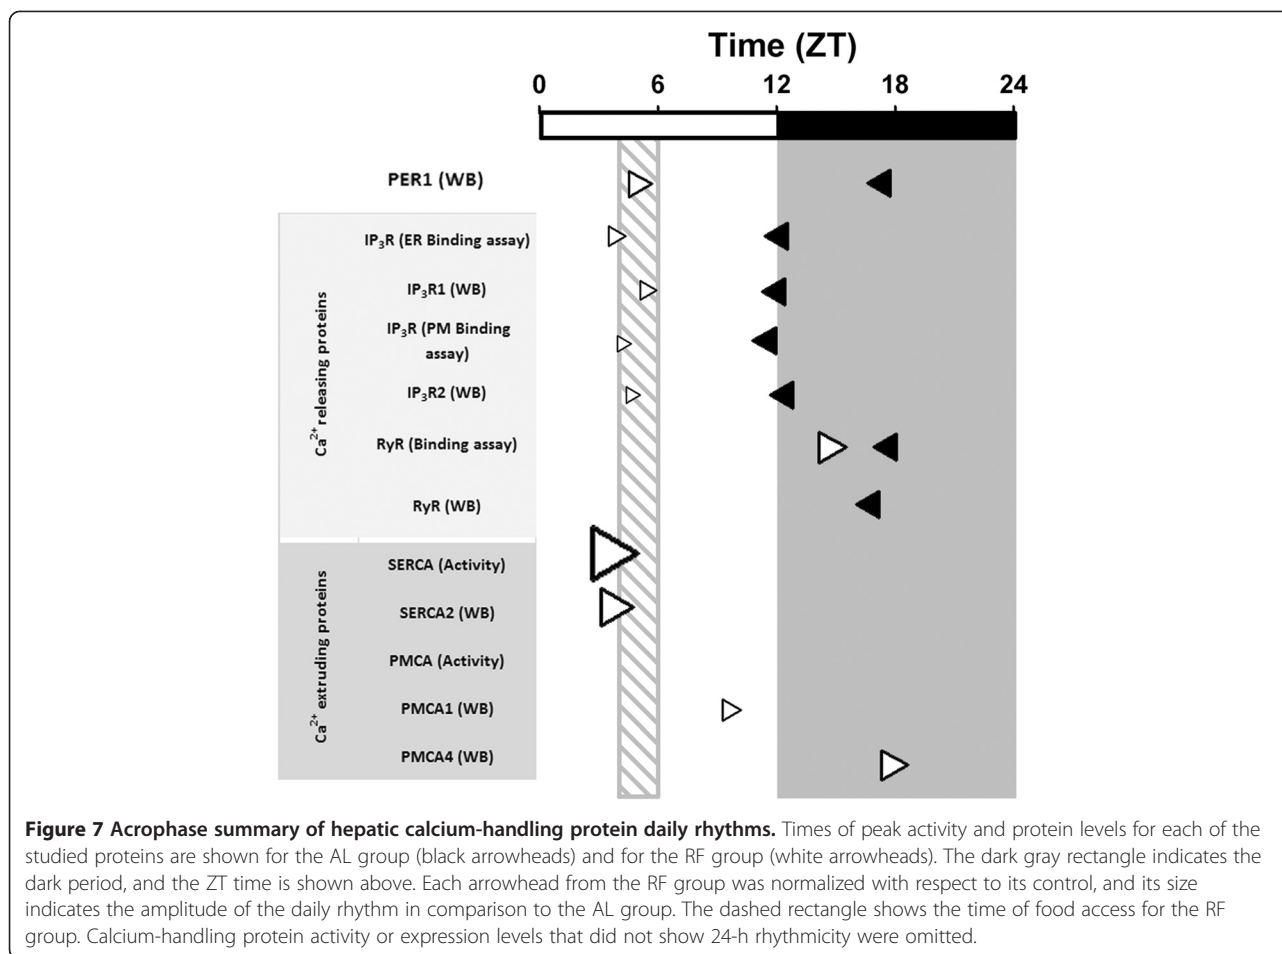 Time (ZT)
0 6 12 18 24
PER1 (WB)
Ca2+ releasing proteins
IP3R (ER Binding assay)
IP3R1 (WB)
IP3R (PM Binding
assay)
IP3R2 (WB)
RyR (Binding assay)
RyR (WB)
Ca2+ extruding proteins
SERCA (Activity)
SERCA2 (WB)
PMCA (Activity)
PMCA1 (WB)
PMCA4 (WB)
Figure 7 Acrophase summary of hepatic calcium-handling protein daily rhythms. Times of peak activity and protein levels for each of the
studied proteins are shown for the AL group (black arrowheads) and for the RF group (white arrowheads). The dark gray rectangle indicates the
dark period, and the ZT time is shown above. Each arrowhead from the RF group was normalized with respect to its control, and its size
indicates the amplitude of the daily rhythm in comparison to the AL group. The dashed rectangle shows the time of food access for the RF
group. Calcium-handling protein activity or expression levels that did not show 24-h rhythmicity were omitted.